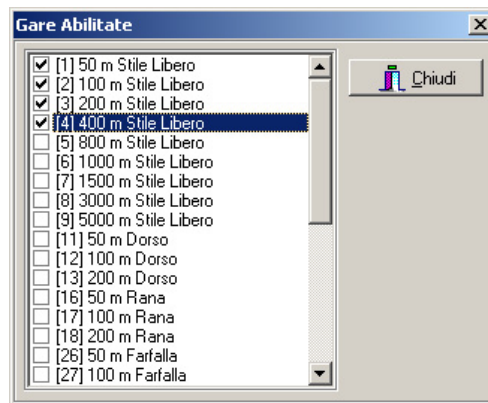 Gare Abilitate
[1] 50 m Stile Libero
[2] 100 m Stile Libero
[3] 200 m Stile Libero
[4] 400 m Stile Libero
[5] 800 m Stile Libero
[6] 1000 m Stile Libero
[7] 1500 m Stile Libero
[8] 3000 m Stile Libero
[9] 5000 m Stile Libero
[11] 50 m Dorso
[12] 100 m Dorso
[13] 200 m Dorso
[16] 50 m Rana
[17] 100 m Rana
[18] 200 m Rana
[26] 50 m Farfalla
[27] 100 m Farfalla
Chiudi